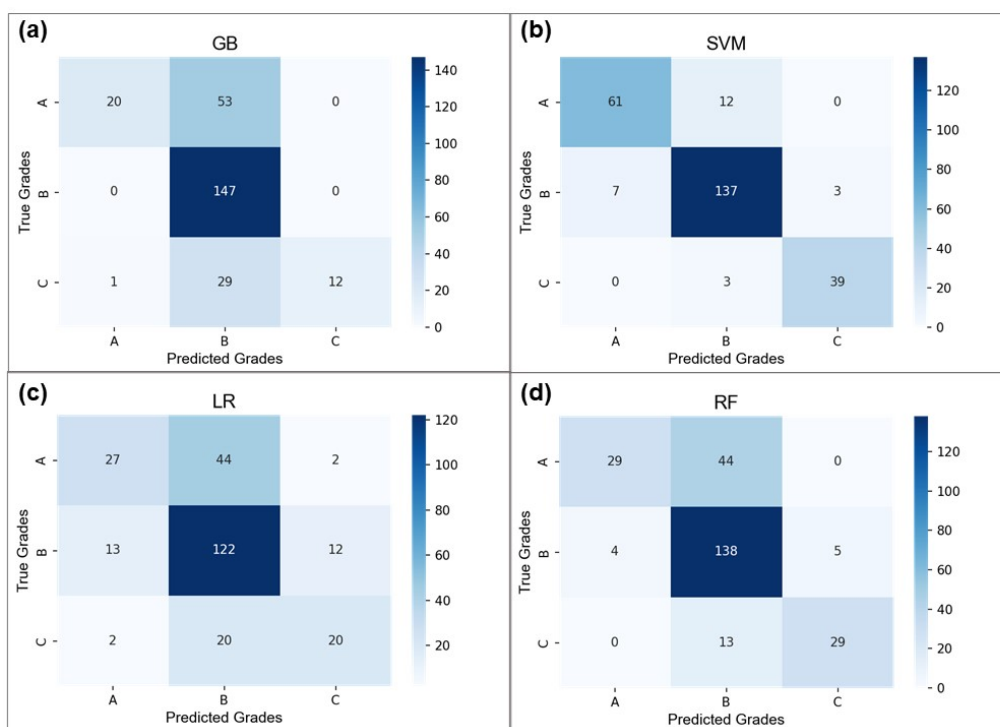 (a)
GB
A 20 53 0
B 0 147 0
C 1 29 12
A B C
True Grades
Predicted Grades
140
120
100
80
60
40
20
0
(b)
SVM
A 61 12 0
B 7 137 3
C 0 3 39
A B C
True Grades
Predicted Grades
120
100
80
60
40
20
0
(c)
LR
A 27 44 2
B 13 122 12
C 2 20 20
A B C
True Grades
Predicted Grades
120
100
80
60
40
20
(d)
RF
A 29 44 0
B 4 138 5
C 0 13 29
A B C
True Grades
Predicted Grades
120
100
80
60
40
20
0